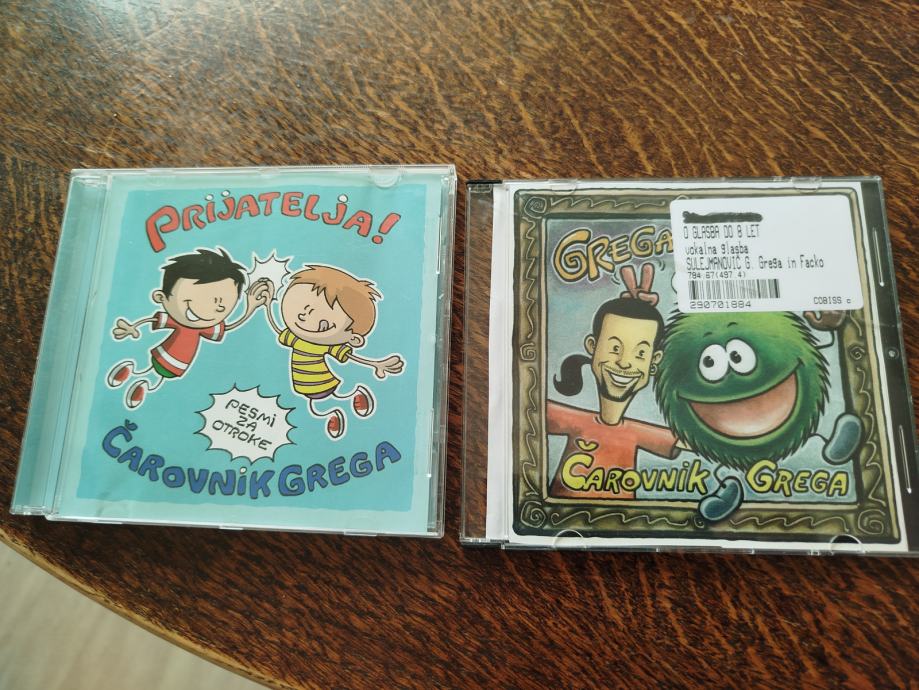 PRIJATELJA!
PESMI
ZA
OTROKE
ČAROVNIK GREGA
GREGA
O GLASBA DO 8 LET
vokalna glasba
SULEJMANOVIĆ G. Grega in Facko
784.67(497.4)
290701884
COBISS
ČAROVNIK GREGA